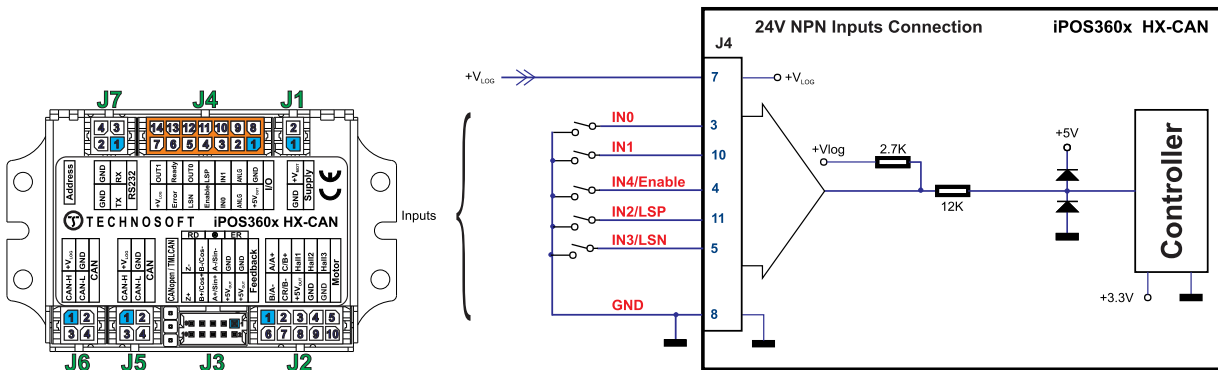 24V NPN Inputs Connection
iPOS360x HX-CAN
J4
+VLOG
7
+VLOG
IN0
3
IN1
10
IN4/Enable
4
IN2/LSP
11
IN3/LSN
5
GND
8
Inputs
+Vlog
2.7K
12K
+5V
Controller
+3.3V
J7
J4
J1
4 3
2 1
14 13 12 11 10 9 8
7 6 5 4 3 2 1
2
1
Address
GND GND
TX RX
RS232
+VLOG OUT1
Error Ready
LSN OUT0
Enable LSP
IN0 IN1
ANLG ANLG
+5VOUT GND
I/O
GND +VMOT
Supply
CE
TECHNOSOFT
iPOS360x HX-CAN
CAN-H +VLOG
CAN-L GND
CAN
CAN-H +VLOG
CAN-L GND
CAN
CANopen / TMLCAN
RD ER
Z+ Z-
B+/Cos+ B-/Cos-
A+/Sin+ A-/Sin-
+5VOUT GND
+5VOUT GND
Feedback
B/A- A/A+
CR/B- C/B+
+5VOUT Hall1
GND Hall2
GND Hall3
Motor
1 2
3 4
1 2
3 4
1 2 3 4 5
6 7 8 9 10
J6
J5
J3
J2